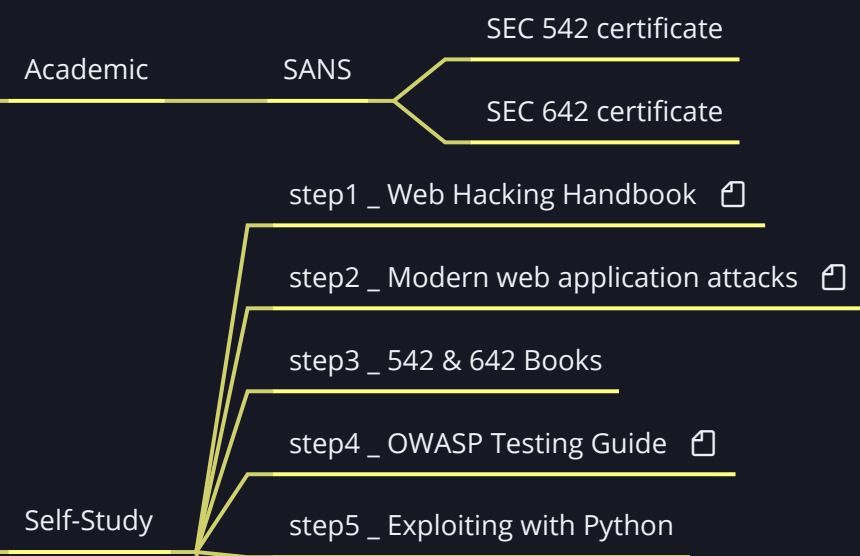 Academic
SANS
SEC 542 certificate
SEC 642 certificate
step1 _ Web Hacking Handbook
step2 _ Modern web application attacks
step3 _ 542 & 642 Books
step4 _ OWASP Testing Guide
Self-Study
step5 _ Exploiting with Python